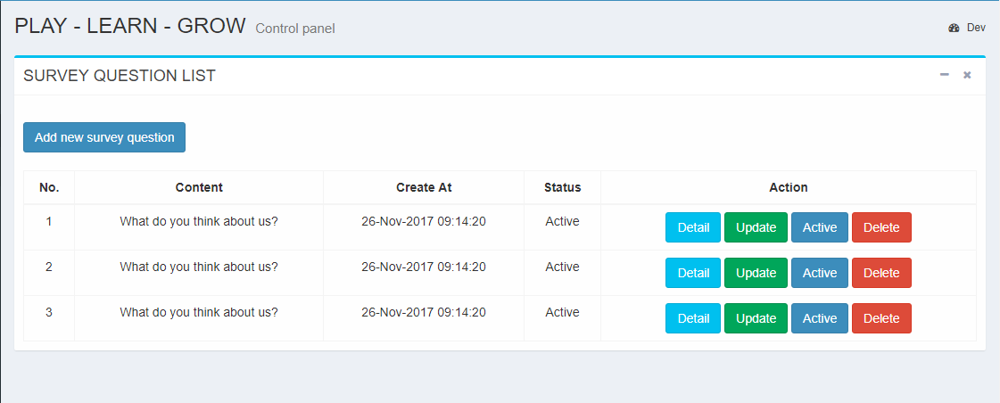 PLAY - LEARN - GROW Control panel Dev
SURVEY QUESTION LIST
Add new survey question
No. Content Create At Status Action
1 What do you think about us? 26-Nov-2017 09:14:20 Active Detail Update Active Delete
2 What do you think about us? 26-Nov-2017 09:14:20 Active Detail Update Active Delete
3 What do you think about us? 26-Nov-2017 09:14:20 Active Detail Update Active Delete